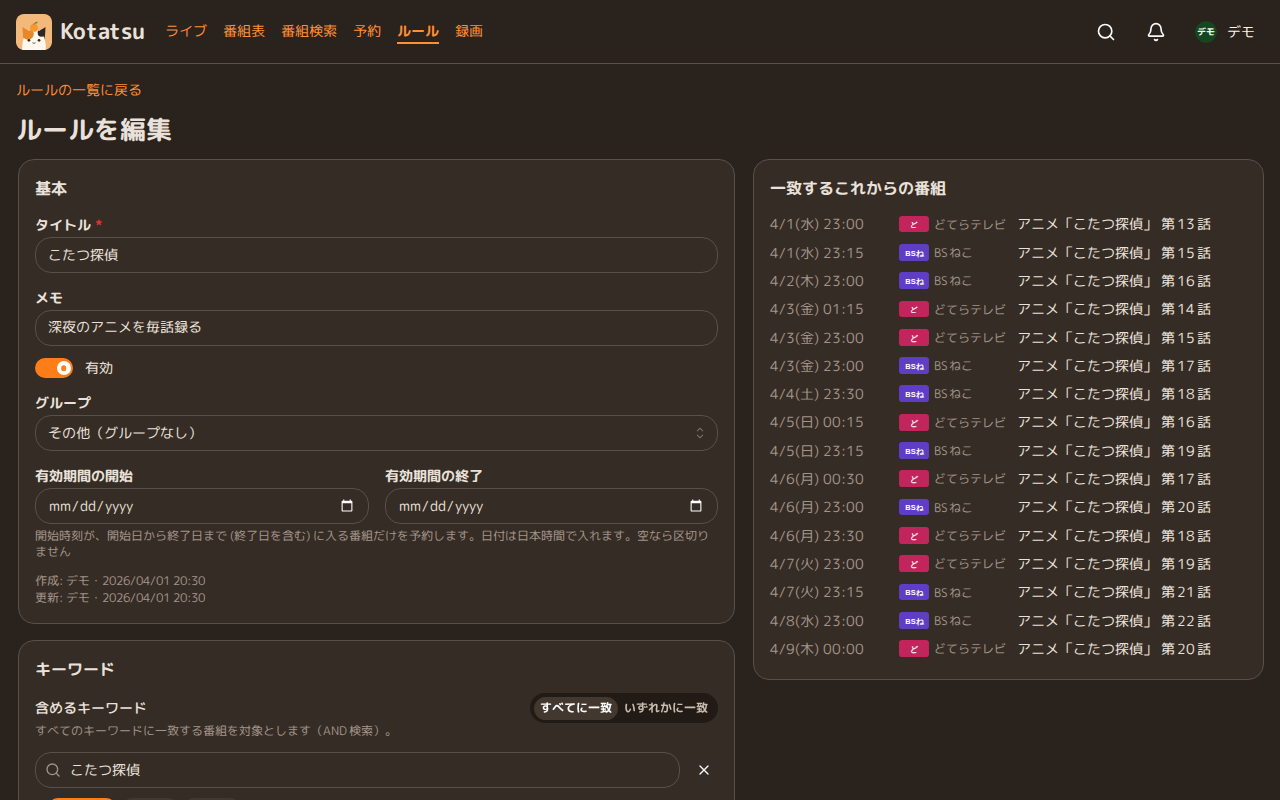 Kotatsu ライブ 番組表 番組検索 予約 ルール 録画 デモ デモ
ルールの一覧に戻る
ルールを編集
基本
タイトル *
こたつ探偵
メモ
深夜のアニメを毎話録る
有効
グループ
その他（グループなし）
有効期間の開始 有効期間の終了
mm/dd/yyyy mm/dd/yyyy
開始時刻が、開始日から終了日まで (終了日を含む) に入る番組だけを予約します。日付は日本時間で入れます。空なら区切り
ません
作成: デモ · 2026/04/01 20:30
更新: デモ · 2026/04/01 20:30
キーワード
含めるキーワード すべてに一致 いずれかに一致
すべてのキーワードに一致する番組を対象とします（AND 検索）。
こたつ探偵
一致するこれからの番組
4/1(水) 23:00 ど どてらテレビ アニメ「こたつ探偵」 第13話
4/1(水) 23:15 BSね BSねこ アニメ「こたつ探偵」 第15話
4/2(木) 23:00 BSね BSねこ アニメ「こたつ探偵」 第16話
4/3(金) 01:15 ど どてらテレビ アニメ「こたつ探偵」 第14話
4/3(金) 23:00 ど どてらテレビ アニメ「こたつ探偵」 第15話
4/3(金) 23:00 BSね BSねこ アニメ「こたつ探偵」 第17話
4/4(土) 23:30 BSね BSねこ アニメ「こたつ探偵」 第18話
4/5(日) 00:15 ど どてらテレビ アニメ「こたつ探偵」 第16話
4/5(日) 23:15 BSね BSねこ アニメ「こたつ探偵」 第19話
4/6(月) 00:30 ど どてらテレビ アニメ「こたつ探偵」 第17話
4/6(月) 23:00 BSね BSねこ アニメ「こたつ探偵」 第20話
4/6(月) 23:30 ど どてらテレビ アニメ「こたつ探偵」 第18話
4/7(火) 23:00 ど どてらテレビ アニメ「こたつ探偵」 第19話
4/7(火) 23:15 BSね BSねこ アニメ「こたつ探偵」 第21話
4/8(水) 23:00 BSね BSねこ アニメ「こたつ探偵」 第22話
4/9(木) 00:00 ど どてらテレビ アニメ「こたつ探偵」 第20話